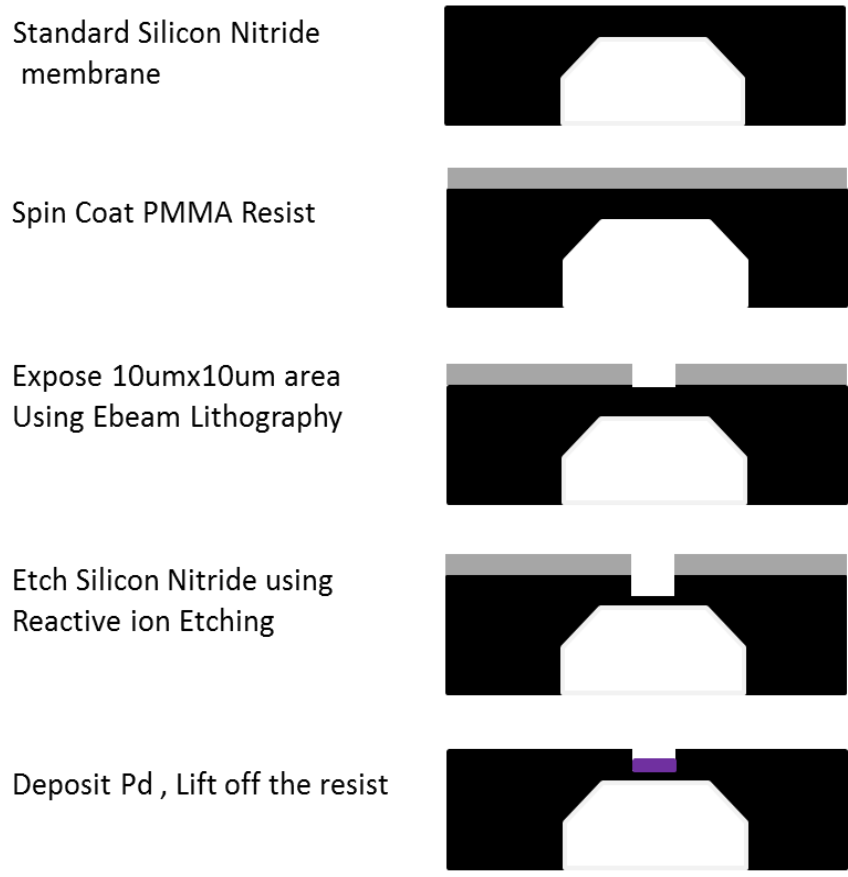 Standard Silicon Nitride
membrane
Spin Coat PMMA Resist
Expose 10umx10um area
Using Ebeam Lithography
Etch Silicon Nitride using
Reactive ion Etching
Deposit Pd , Lift off the resist